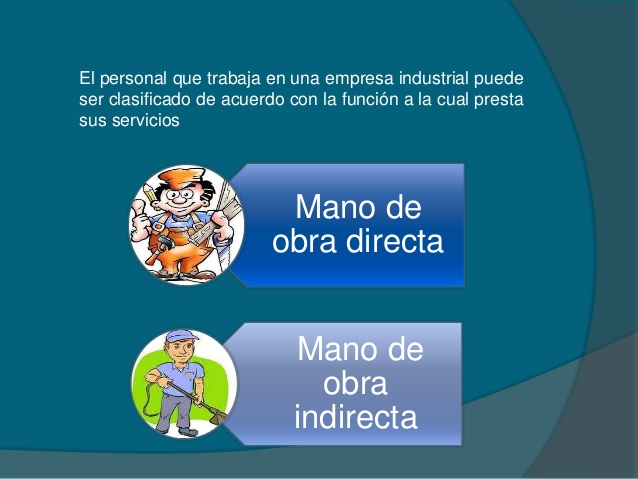 El personal que trabaja en una empresa industrial puede
ser clasificado de acuerdo con la función a la cual presta
sus servicios
Mano de
obra directa
Mano de
obra
indirecta